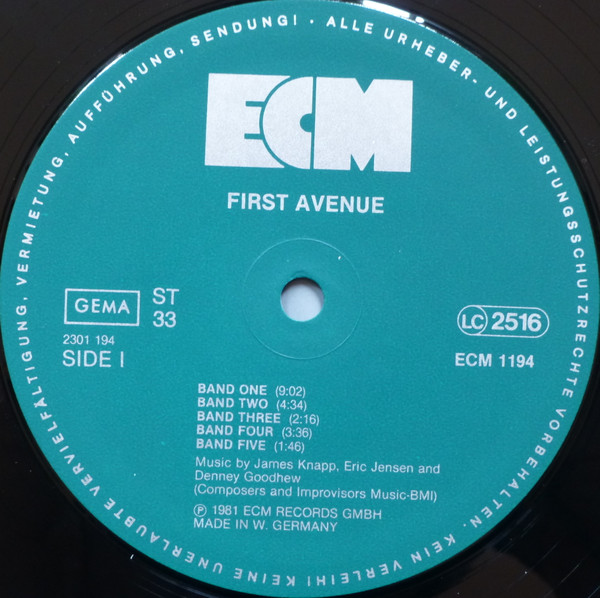 ECM
FIRST AVENUE
GEMA
ST
33
2301 194
SIDE I
LC 2516
ECM 1194
BAND ONE (9:02)
BAND TWO (4:34)
BAND THREE (2:16)
BAND FOUR (3:36)
BAND FIVE (1:46)
Music by James Knapp, Eric Jensen and
Denney Goodhew
(Composers and Improvisors Music-BMI)
Ⓟ 1981 ECM RECORDS GMBH
MADE IN W. GERMANY
ALLE URHEBER- UND LEISTUNGSSCHUTZRECHTE VORBEHALTEN. KEIN VERLEIH! KEINE UNERLAUBTE VERVIELFÄLTIGUNG, VERMIETUNG, AUFFÜHRUNG, SENDUNG! ·